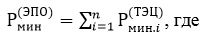 P_мин^(ЭПО) = ∑_{i=1}^{n} P_мин.i^(ТЭЦ), где